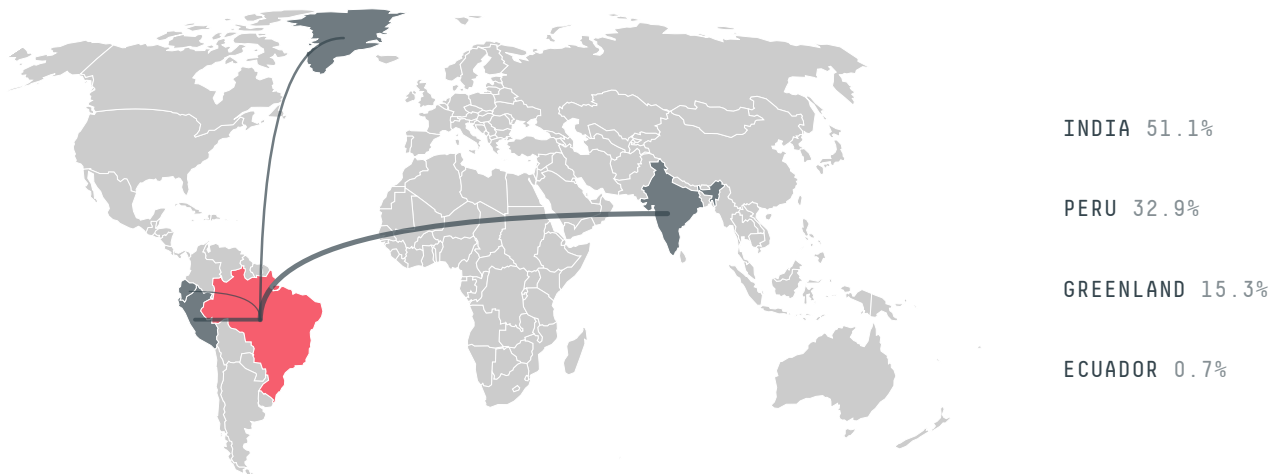 INDIA 51.1%
PERU 32.9%
GREENLAND 15.3%
ECUADOR 0.7%